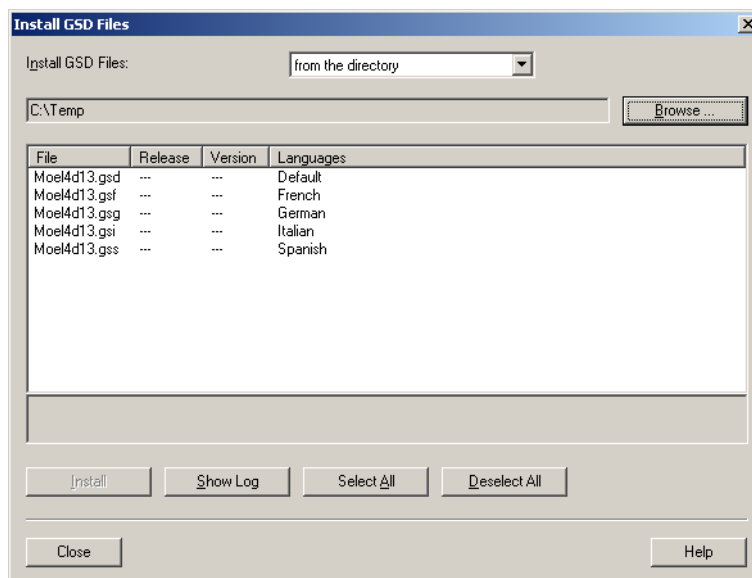 Install GSD Files
Install GSD Files: from the directory
C:\Temp Browse ...
File Release Version Languages
Moel4d13.gsd --- --- Default
Moel4d13.gsf --- --- French
Moel4d13.gsg --- --- German
Moel4d13.gsi --- --- Italian
Moel4d13.gss --- --- Spanish
Install Show Log Select All Deselect All
Close Help